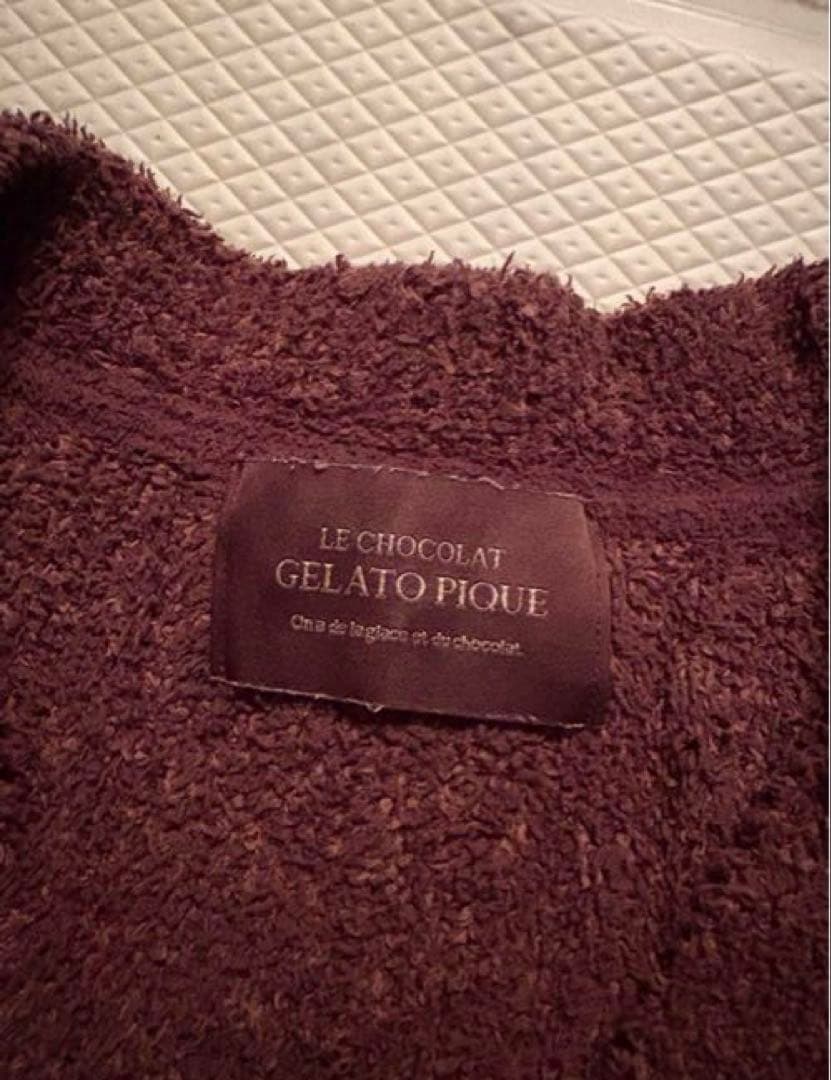 LE CHOCOLAT
GELATO PIQUE
On a de la glace et du chocolat.